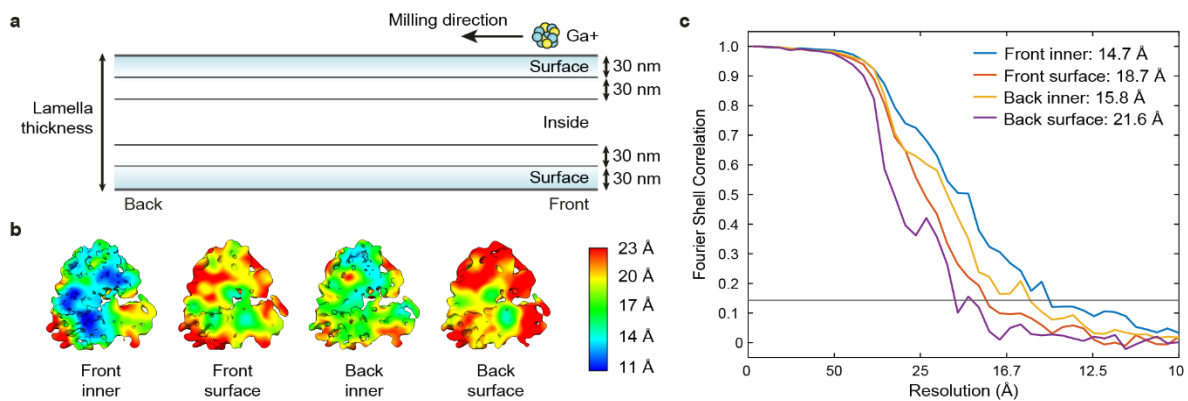 a
Milling direction
Ga+
Surface
30 nm
30 nm
Lamella
thickness
Inside
30 nm
Surface
30 nm
Back
Front
b
23 Å
20 Å
17 Å
14 Å
11 Å
Front
inner
Front
surface
Back
inner
Back
surface
c
Front inner: 14.7 Å
Front surface: 18.7 Å
Back inner: 15.8 Å
Back surface: 21.6 Å
Fourier Shell Correlation
1.0
0.9
0.8
0.7
0.6
0.5
0.4
0.3
0.2
0.1
0
0
50
25
16.7
12.5
10
Resolution (Å)